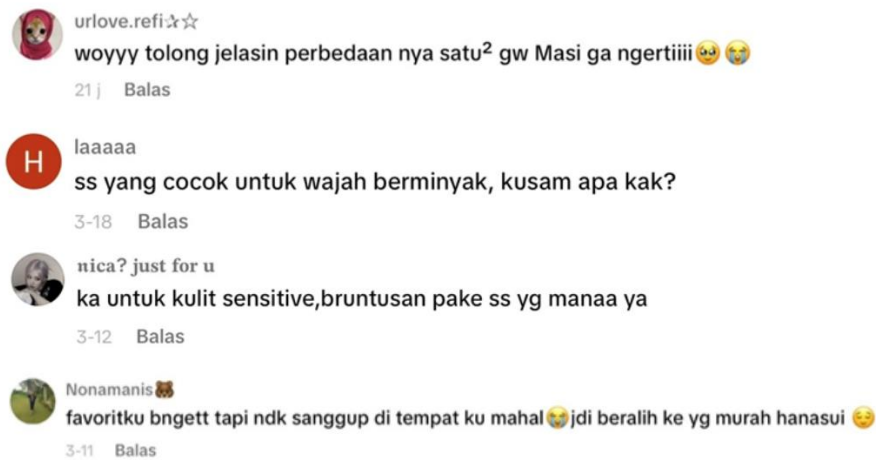 urlove.refi✰☆
woyyy tolong jelasin perbedaan nya satu² gw Masi ga ngertiiii🥹😭
21 j Balas
H
laaaaa
ss yang cocok untuk wajah berminyak, kusam apa kak?
3-18 Balas
nica? just for u
ka untuk kulit sensitive,bruntusan pake ss yg manaa ya
3-12 Balas
Nonamanis🐻
favoritku bngett tapi ndk sanggup di tempat ku mahal😭jdi beralih ke yg murah hanasui 😌
3-11 Balas